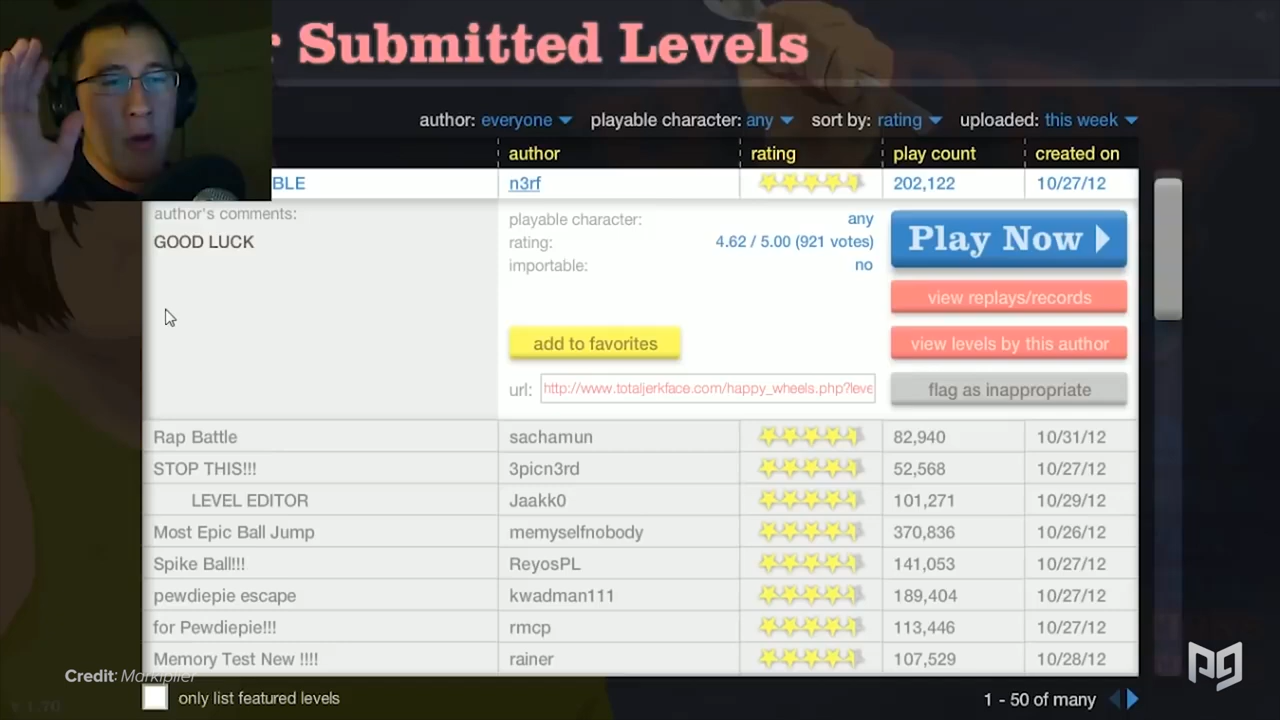 Submitted Levels
author: everyone playable character: any sort by: rating uploaded: this week
author rating play count created on
BLE n3rf 202,122 10/27/12
author's comments:
GOOD LUCK
playable character: any
rating: 4.62 / 5.00 (921 votes)
importable: no
Play Now
view replays/records
add to favorites
view levels by this author
url: http://www.totaljerkface.com/happy_wheels.php?leve
flag as inappropriate
Rap Battle sachamun 82,940 10/31/12
STOP THIS!!! 3picn3rd 52,568 10/27/12
LEVEL EDITOR Jaakk0 101,271 10/29/12
Most Epic Ball Jump memyselfnobody 370,836 10/26/12
Spike Ball!!! ReyosPL 141,053 10/27/12
pewdiepie escape kwadman111 189,404 10/27/12
for Pewdiepie!!! rmcp 113,446 10/27/12
Memory Test New !!!! rainer 107,529 10/28/12
Credit: Markiplier
only list featured levels
1 - 50 of many
v 1.70
pg